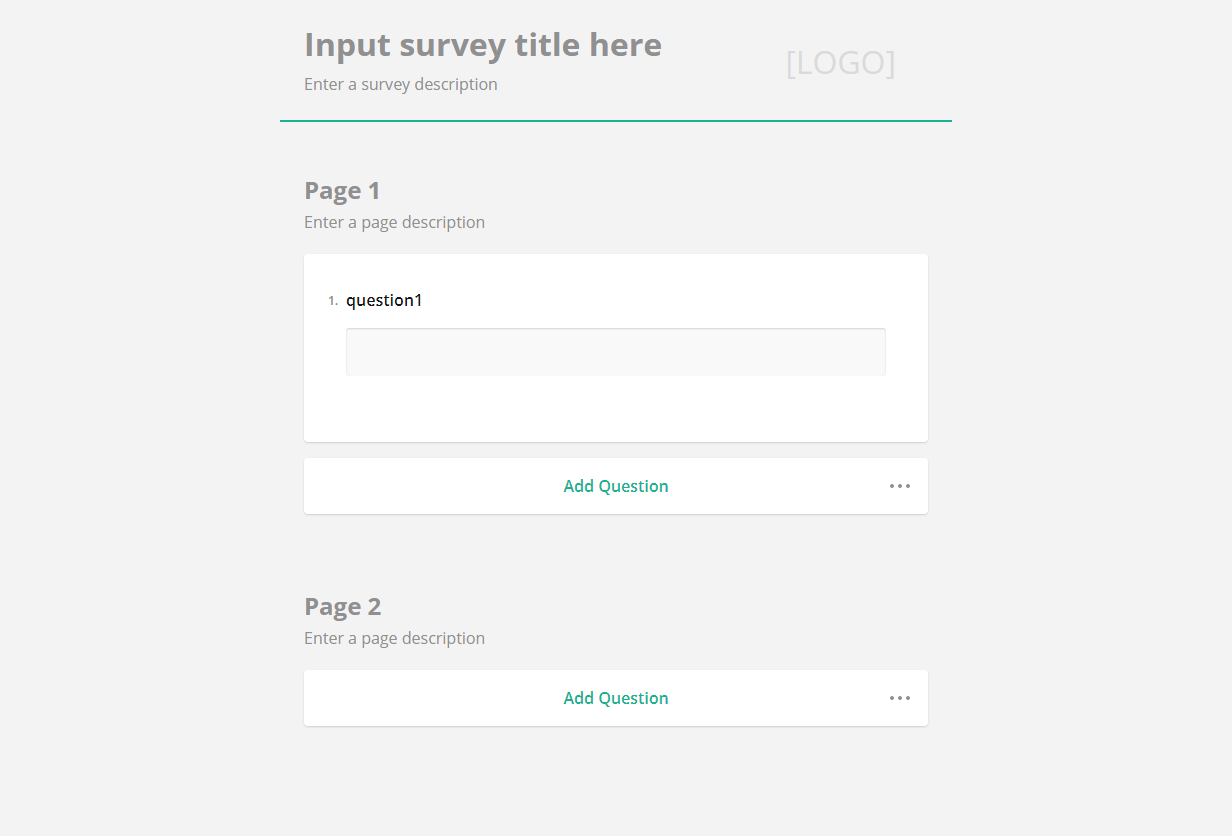 Input survey title here
[LOGO]
Enter a survey description
Page 1
Enter a page description
1. question1
Add Question
Page 2
Enter a page description
Add Question